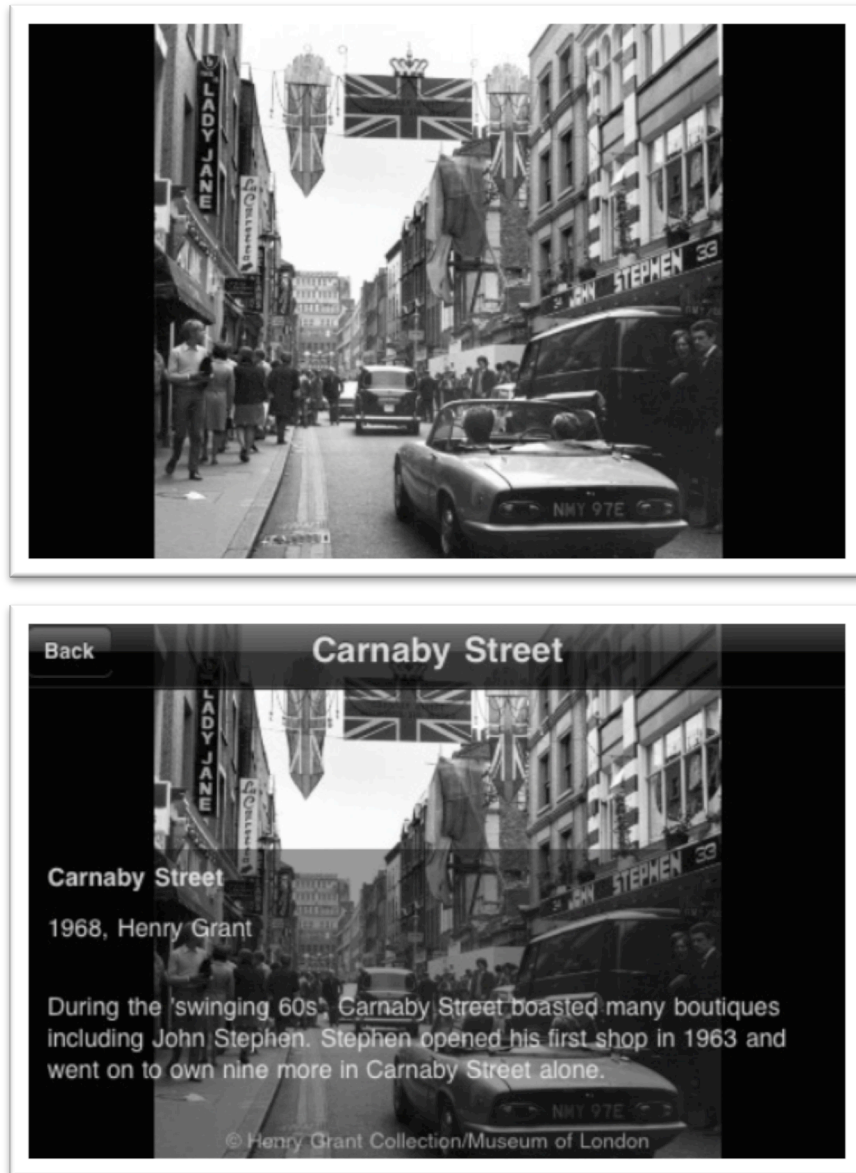 LADY JANE
33
JOHN STEPHEN
NMY 97E
Back
Carnaby Street
LADY JANE
33
STEPHEN
Carnaby Street
1968, Henry Grant
During the 'swinging 60s', Carnaby Street boasted many boutiques
including John Stephen. Stephen opened his first shop in 1963 and
went on to own nine more in Carnaby Street alone.
NMY 97E
© Henry Grant Collection/Museum of London